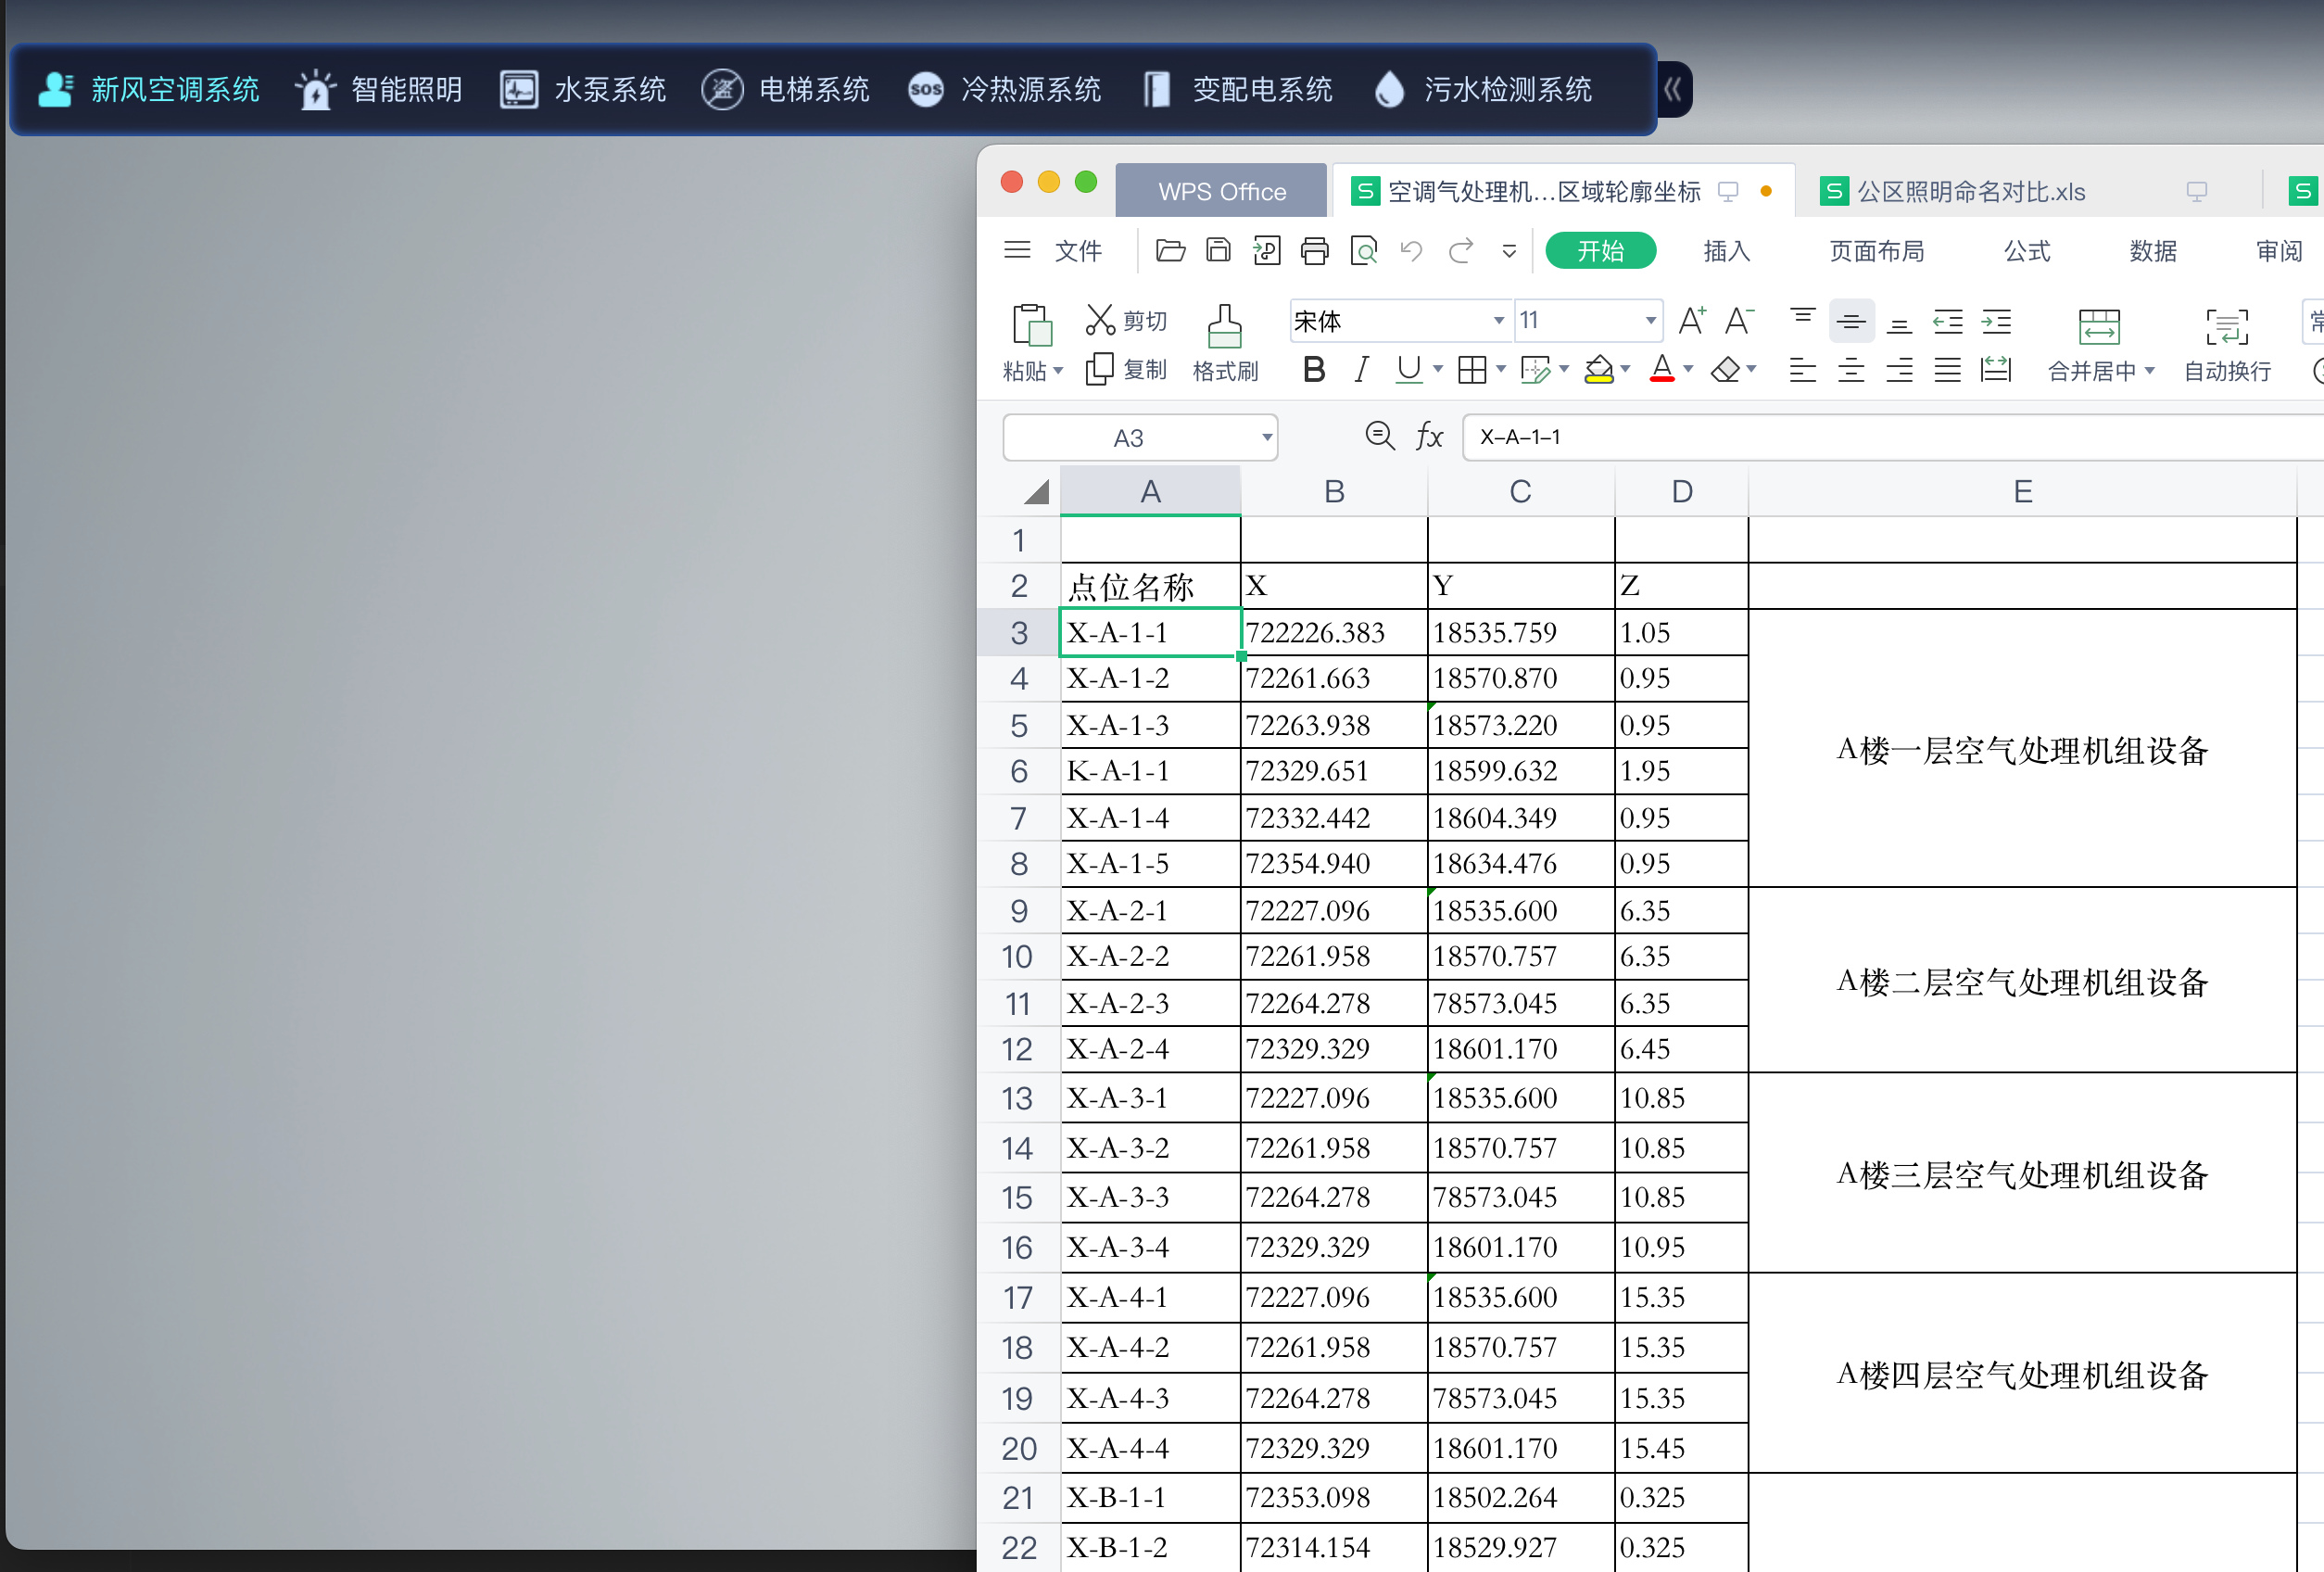 新风空调系统 智能照明 水泵系统 电梯系统 SOS 冷热源系统 变配电系统 污水检测系统
WPS Office 空调气处理机...区域轮廓坐标 公区照明命名对比.xls
文件 开始 插入 页面布局 公式 数据 审阅
剪切 宋体 11
粘贴 复制 格式刷 B I U A 合并居中 自动换行
A3 fx X-A-1-1
A B C D E
1
2 点位名称 X Y Z
3 X-A-1-1 722226.383 18535.759 1.05
4 X-A-1-2 72261.663 18570.870 0.95
5 X-A-1-3 72263.938 18573.220 0.95
A楼一层空气处理机组设备
6 K-A-1-1 72329.651 18599.632 1.95
7 X-A-1-4 72332.442 18604.349 0.95
8 X-A-1-5 72354.940 18634.476 0.95
9 X-A-2-1 72227.096 18535.600 6.35
10 X-A-2-2 72261.958 18570.757 6.35
A楼二层空气处理机组设备
11 X-A-2-3 72264.278 78573.045 6.35
12 X-A-2-4 72329.329 18601.170 6.45
13 X-A-3-1 72227.096 18535.600 10.85
14 X-A-3-2 72261.958 18570.757 10.85
A楼三层空气处理机组设备
15 X-A-3-3 72264.278 78573.045 10.85
16 X-A-3-4 72329.329 18601.170 10.95
17 X-A-4-1 72227.096 18535.600 15.35
18 X-A-4-2 72261.958 18570.757 15.35
A楼四层空气处理机组设备
19 X-A-4-3 72264.278 78573.045 15.35
20 X-A-4-4 72329.329 18601.170 15.45
21 X-B-1-1 72353.098 18502.264 0.325
22 X-B-1-2 72314.154 18529.927 0.325